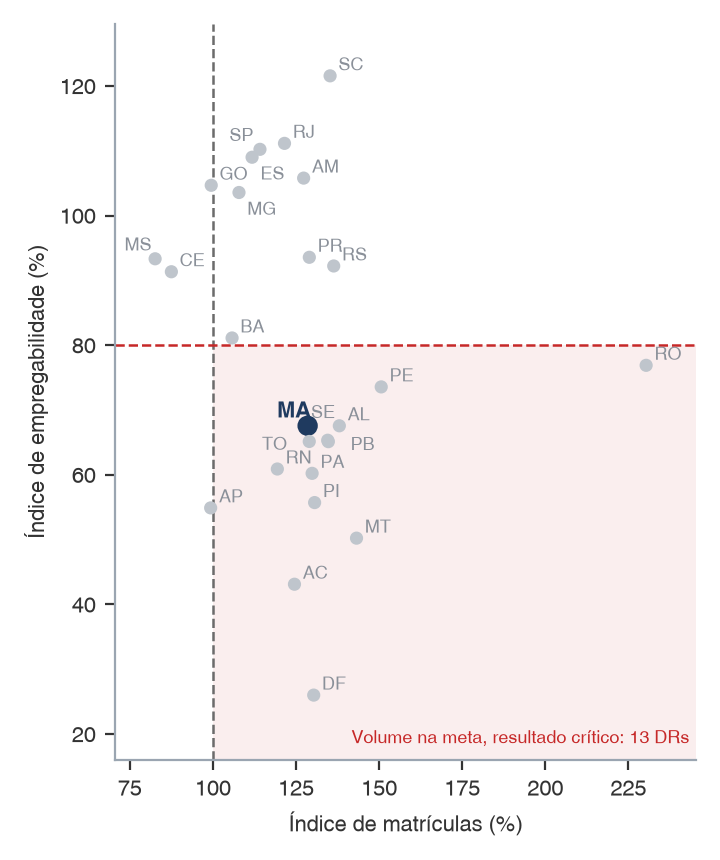 Índice de empregabilidade (%)
120
100
80
60
40
20
SC
RJ
SP
ES
GO
AM
MG
MS
CE
PR
RS
BA
RO
PE
MA
SE
AL
TO
PB
RN
PA
AP
PI
MT
AC
DF
Volume na meta, resultado crítico: 13 DRs
75
100
125
150
175
200
225
Índice de matrículas (%)